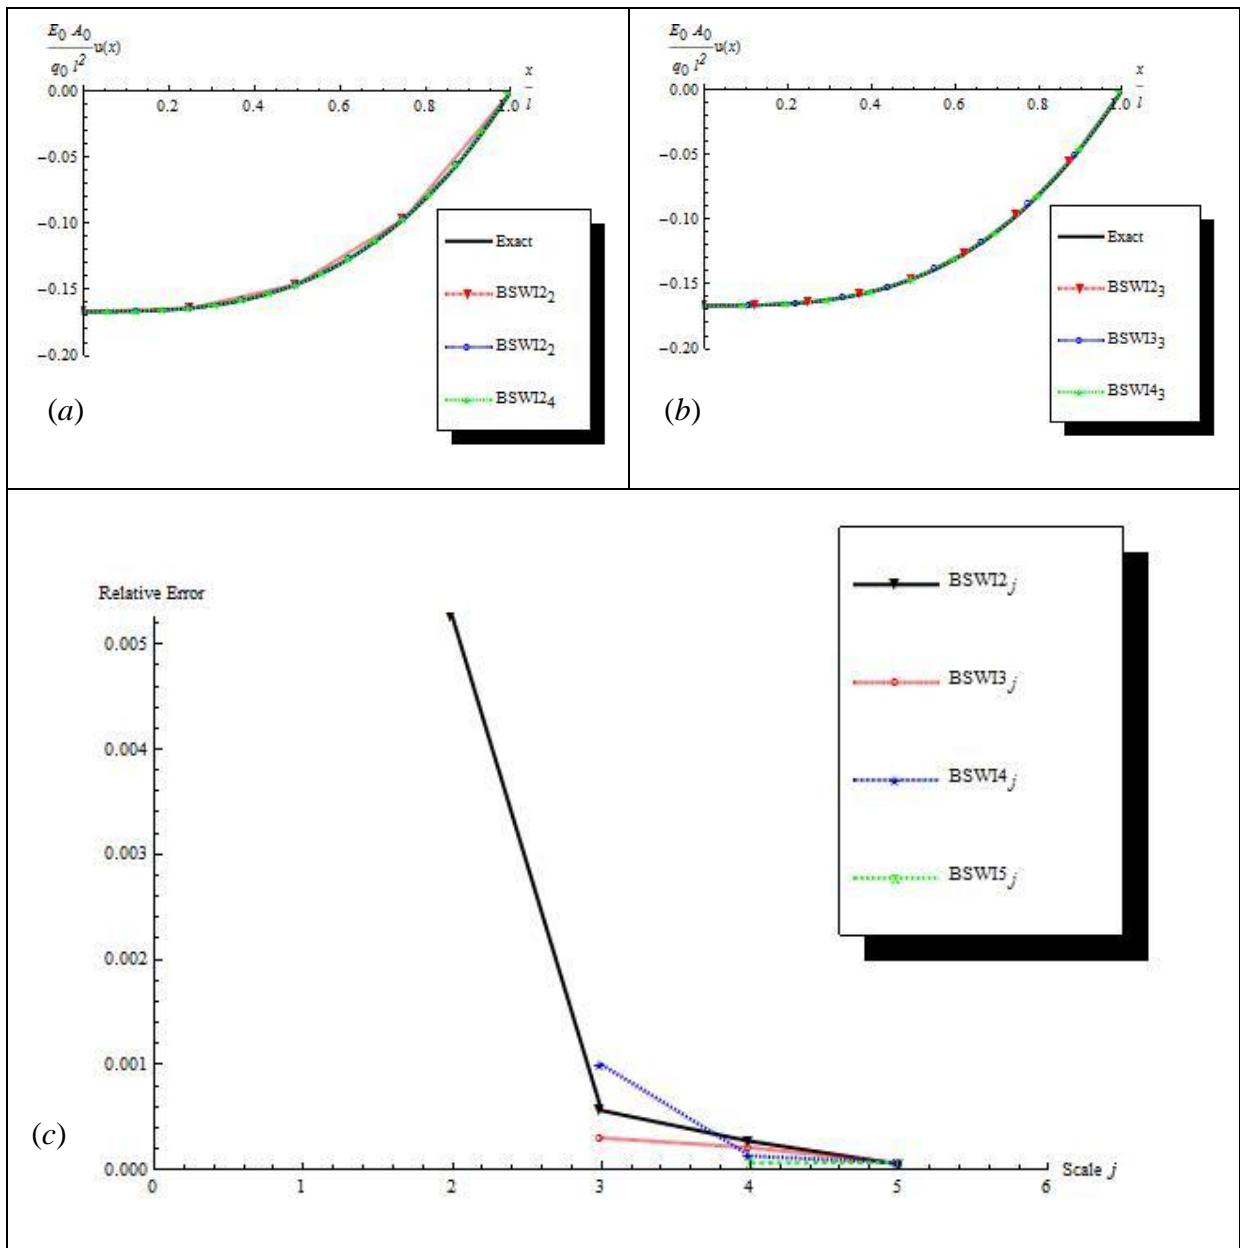 E0 A0
q0 l2 u(x)
x
l
0.00
0.2 0.4 0.6 0.8 1.0
−0.05
−0.10
−0.15
−0.20
Exact
BSWI22
BSWI22
BSWI24
(a)
E0 A0
q0 l2 u(x)
x
l
0.00
0.2 0.4 0.6 0.8 1.0
−0.05
−0.10
−0.15
−0.20
Exact
BSWI23
BSWI33
BSWI43
(b)
Relative Error
0.005
0.004
0.003
0.002
0.001
0.000
0 1 2 3 4 5 6
Scale j
BSWI2j
BSWI3j
BSWI4j
BSWI5j
(c)